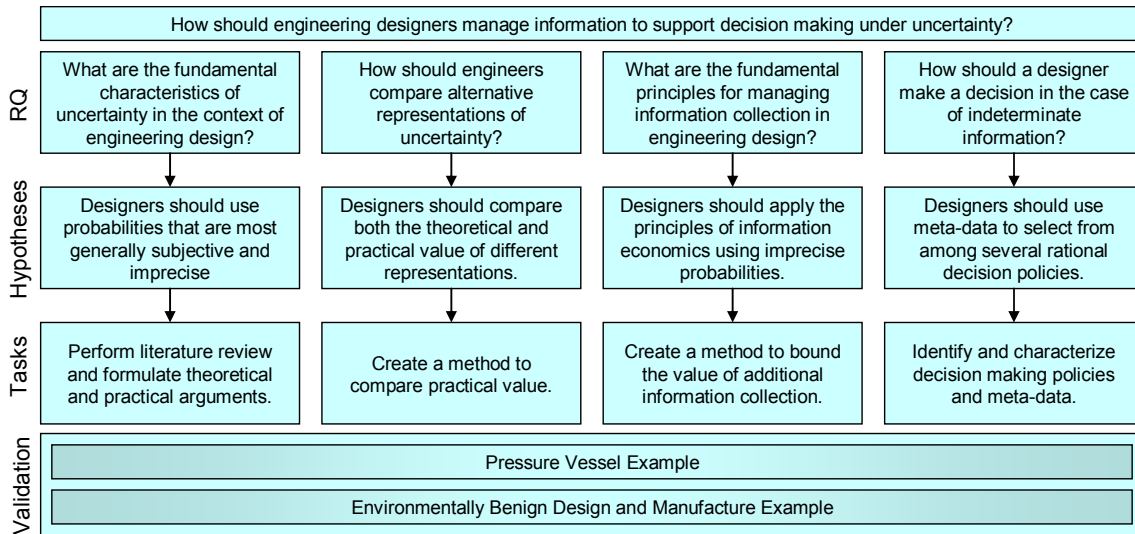 How should engineering designers manage information to support decision making under uncertainty?
RQ
What are the fundamental
characteristics of
uncertainty in the context of
engineering design?
How should engineers
compare alternative
representations of
uncertainty?
What are the fundamental
principles for managing
information collection in
engineering design?
How should a designer
make a decision in the case
of indeterminate
information?
Hypotheses
Designers should use
probabilities that are most
generally subjective and
imprecise
Designers should compare
both the theoretical and
practical value of different
representations.
Designers should apply the
principles of information
economics using imprecise
probabilities.
Designers should use
meta-data to select from
among several rational
decision policies.
Tasks
Perform literature review
and formulate theoretical
and practical arguments.
Create a method to
compare practical value.
Create a method to bound
the value of additional
information collection.
Identify and characterize
decision making policies
and meta-data.
Validation
Pressure Vessel Example
Environmentally Benign Design and Manufacture Example